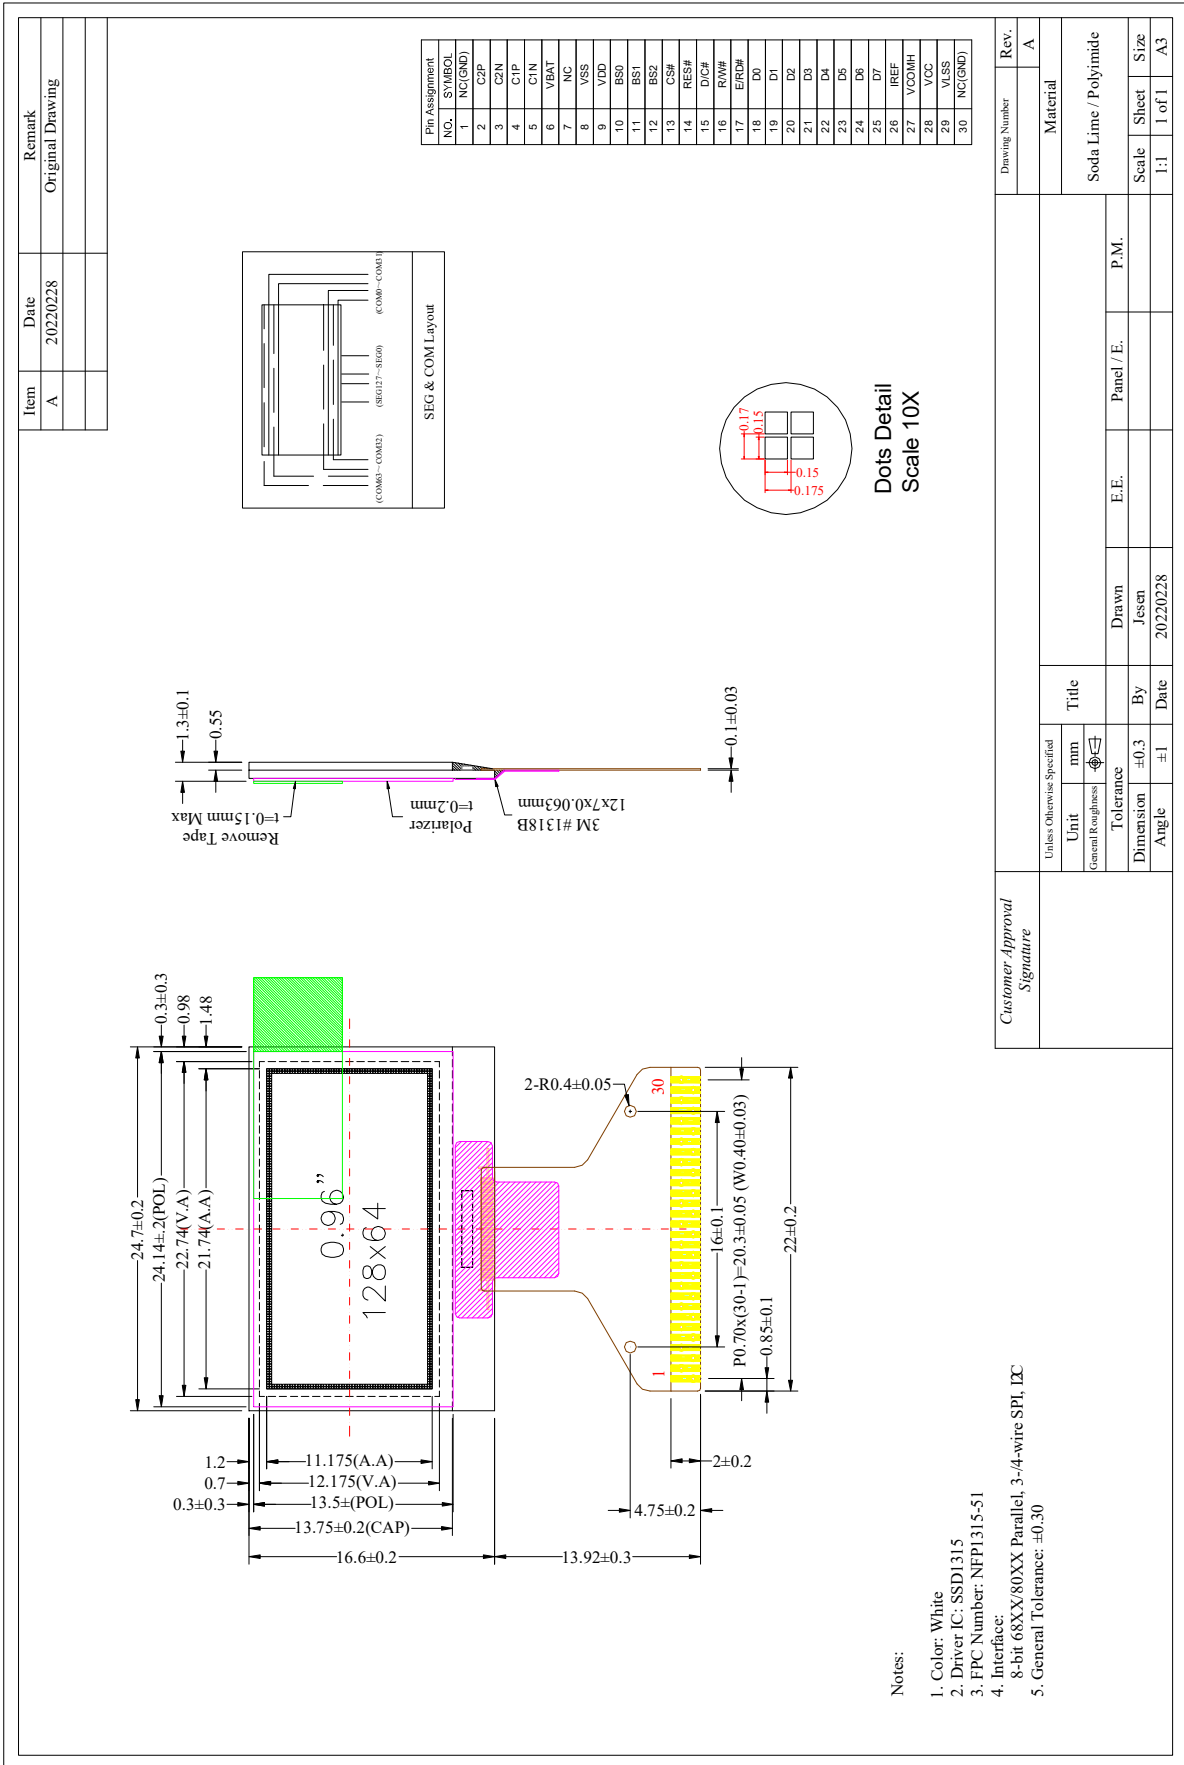 Item Date Remark
A 20220228 Original Drawing
24.7±0.2
24.14±.2(POL)
22.74(V.A)
21.74(A.A)
0.3±0.3
0.98
1.48
1.2
0.7
0.3±0.3
11.175(A.A)
12.175(V.A)
13.5±(POL)
13.75±0.2(CAP)
16.6±0.2
13.92±0.3
0.96”
128x64
2-R0.4±0.05
1
30
16±0.1
P0.70x(30-1)=20.3±0.05 (W0.40±0.03)
0.85±0.1
22±0.2
2±0.2
4.75±0.2
1.3±0.1
0.55
Remove Tape
t=0.15mm Max
Polarizer
t=0.2mm
3M #1318B
12x7x0.063mm
0.1±0.03
(COM63~COM32)
(SEG127~SEG0)
(COM0~COM31)
SEG & COM Layout
0.17
0.15
0.15
0.175
Dots Detail
Scale 10X
Pin Assignment
NO. SYMBOL
1 NC(GND)
2 C2P
3 C2N
4 C1P
5 C1N
6 VBAT
7 NC
8 VSS
9 VDD
10 BS0
11 BS1
12 BS2
13 CS#
14 RES#
15 D/C#
16 R/W#
17 E/RD#
18 D0
19 D1
20 D2
21 D3
22 D4
23 D5
24 D6
25 D7
26 IREF
27 VCOMH
28 VCC
29 VLSS
30 NC(GND)
Notes:
1. Color: White
2. Driver IC: SSD1315
3. FPC Number: NFP1315-51
4. Interface:
8-bit 68XX/80XX Parallel, 3-/4-wire SPI, I2C
5. General Tolerance: ±0.30
Customer Approval
Signature
Unless Otherwise Specified
Unit mm
General Roughness
Tolerance
Dimension ±0.3
Angle ±1
Title
Drawing Number Rev.
A
Material
Soda Lime / Polyimide
Drawn E.E. Panel / E. P.M.
By Jesen
Date 20220228
Scale Sheet Size
1:1 1 of 1 A3